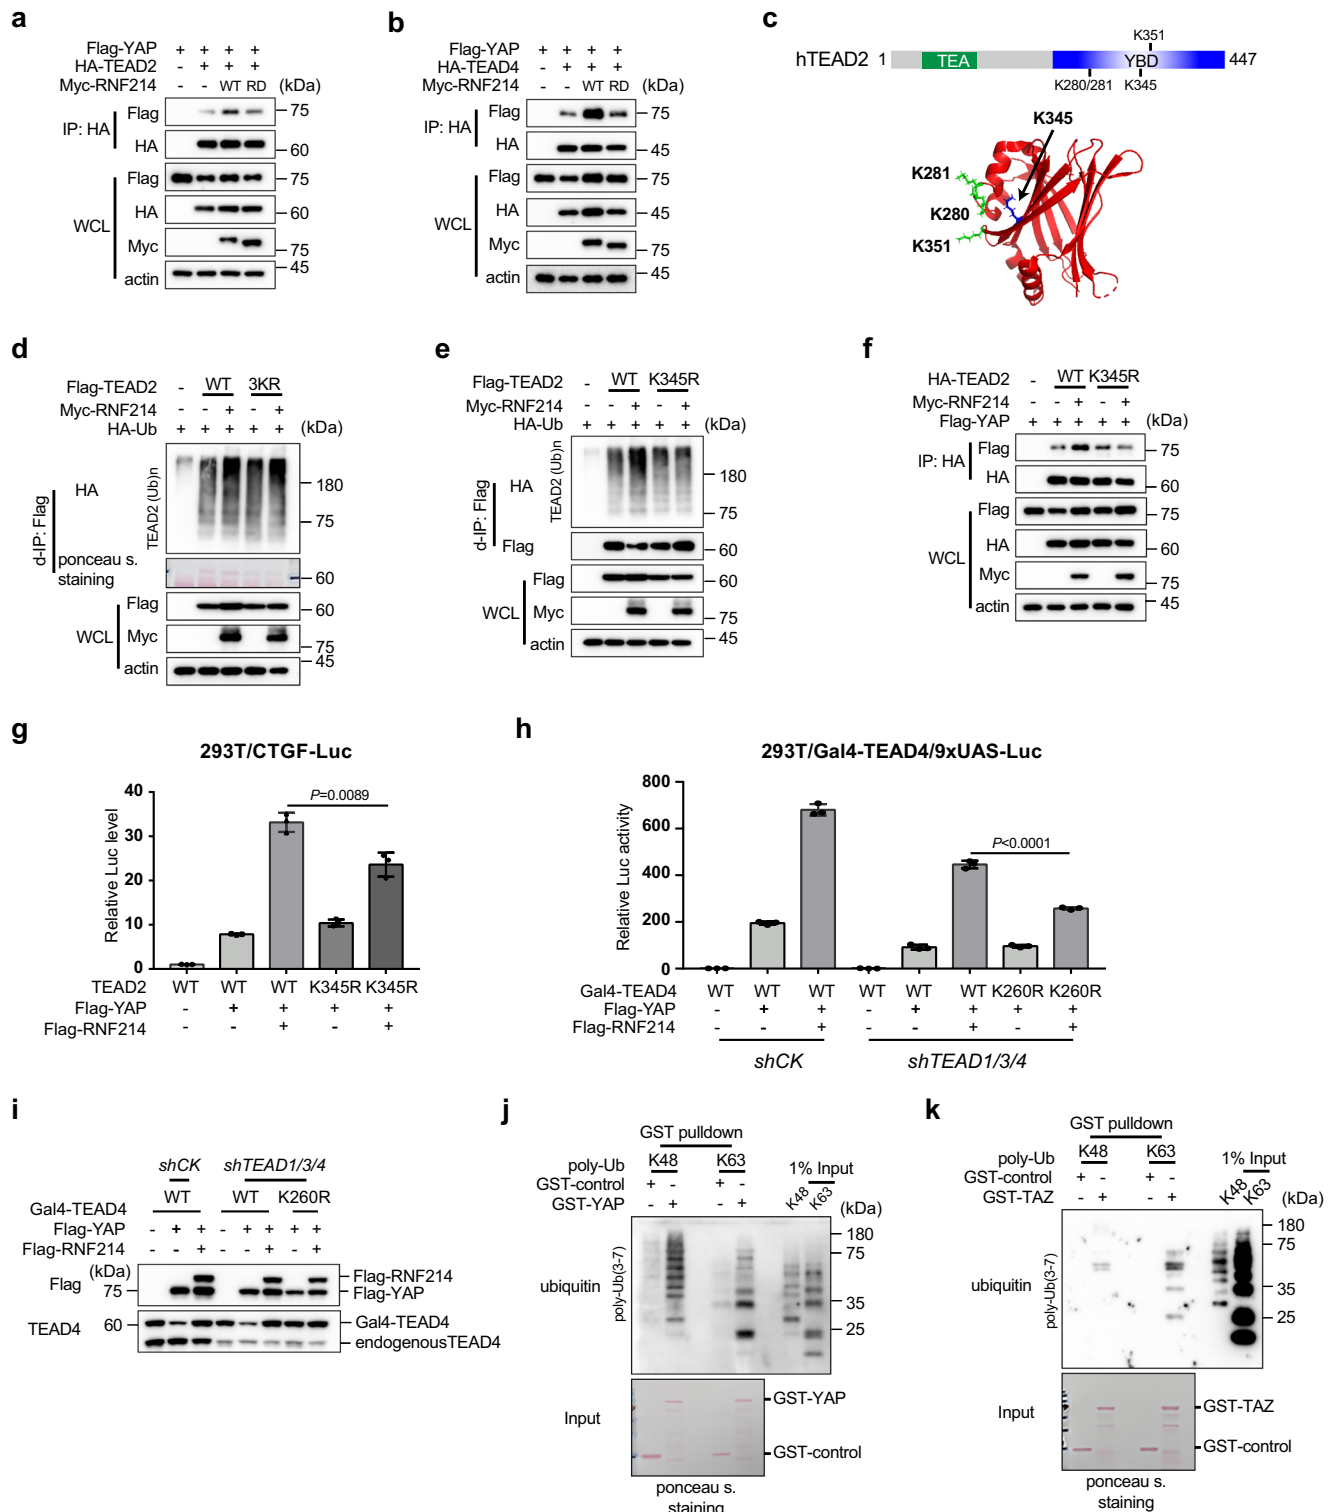 a
Flag-YAP + + + +
HA-TEAD2 - + + +
Myc-RNF214 - - WT RD (kDa)
IP: HA
Flag 75
HA 60
WCL
Flag 75
HA 60
Myc 75
actin 45
b
Flag-YAP + + + +
HA-TEAD4 - + + +
Myc-RNF214 - - WT RD (kDa)
IP: HA
Flag 75
HA 45
WCL
Flag 75
HA 45
Myc 75
actin 45
c
K351
hTEAD2 1 TEA YBD 447
K280/281 K345
K345
K281
K280
K351
d
Flag-TEAD2 - WT 3KR
Myc-RNF214 - - + - +
HA-Ub + + + + + (kDa)
d-IP: Flag
HA
TEAD2 (Ub)n
180
75
ponceau s.
staining
60
WCL
Flag 60
Myc 75
actin 45
e
Flag-TEAD2 - WT K345R
Myc-RNF214 - - + - +
HA-Ub + + + + + (kDa)
d-IP: Flag
HA
TEAD2 (Ub)n
180
75
Flag 60
WCL
Flag 60
Myc 75
actin 45
f
HA-TEAD2 - WT K345R
Myc-RNF214 - - + - +
Flag-YAP + + + + + (kDa)
IP: HA
Flag 75
HA 60
WCL
Flag 75
HA 60
Myc 75
actin 45
g
293T/CTGF-Luc
Relative Luc level
40
30
20
10
0
P=0.0089
TEAD2 WT WT WT K345R K345R
Flag-YAP - + + + +
Flag-RNF214 - - + - +
h
293T/Gal4-TEAD4/9xUAS-Luc
Relative Luc activity
800
600
400
200
0
P<0.0001
Gal4-TEAD4 WT WT WT WT WT WT K260R K260R
Flag-YAP - + + - + + + +
Flag-RNF214 - - + - - + - +
shCK shTEAD1/3/4
i
shCK shTEAD1/3/4
Gal4-TEAD4 WT WT K260R
Flag-YAP - + + - + + + +
Flag-RNF214 - - + - - + - +
(kDa)
Flag 75
Flag-RNF214
Flag-YAP
TEAD4 60
Gal4-TEAD4
endogenousTEAD4
j
GST pulldown
poly-Ub K48 K63 1% Input
GST-control + - + -
GST-YAP - + - + K48 K63 (kDa)
ubiquitin
poly-Ub(3-7)
180
75
35
25
Input
GST-YAP
GST-control
ponceau s.
staining
k
GST pulldown
poly-Ub K48 K63 1% Input
GST-control + - + -
GST-TAZ - + - + K48 K63 (kDa)
ubiquitin
poly-Ub(3-7)
180
75
35
25
Input
GST-TAZ
GST-control
ponceau s.
staining